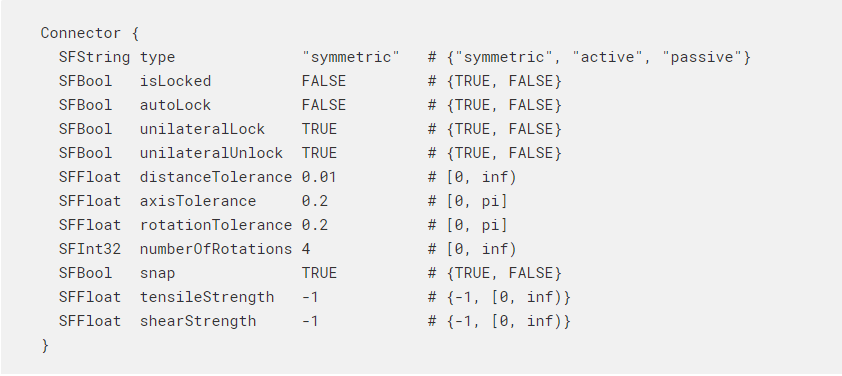 Connector {
  SFString type              "symmetric"   # {"symmetric", "active", "passive"}
  SFBool   isLocked          FALSE         # {TRUE, FALSE}
  SFBool   autoLock          FALSE         # {TRUE, FALSE}
  SFBool   unilateralLock    TRUE          # {TRUE, FALSE}
  SFBool   unilateralUnlock  TRUE          # {TRUE, FALSE}
  SFFloat  distanceTolerance 0.01          # [0, inf)
  SFFloat  axisTolerance     0.2           # [0, pi]
  SFFloat  rotationTolerance 0.2           # [0, pi]
  SFInt32  numberOfRotations 4             # [0, inf)
  SFBool   snap              TRUE          # {TRUE, FALSE}
  SFFloat  tensileStrength   -1            # {-1, [0, inf)}
  SFFloat  shearStrength     -1            # {-1, [0, inf)}
}